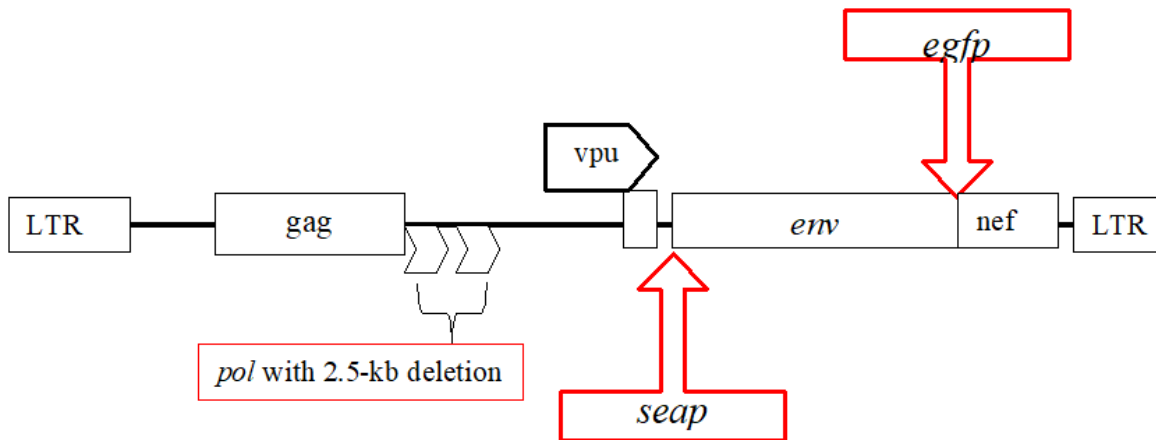 egfp
vpu
LTR
gag
env
nef
LTR
pol with 2.5-kb deletion
seap